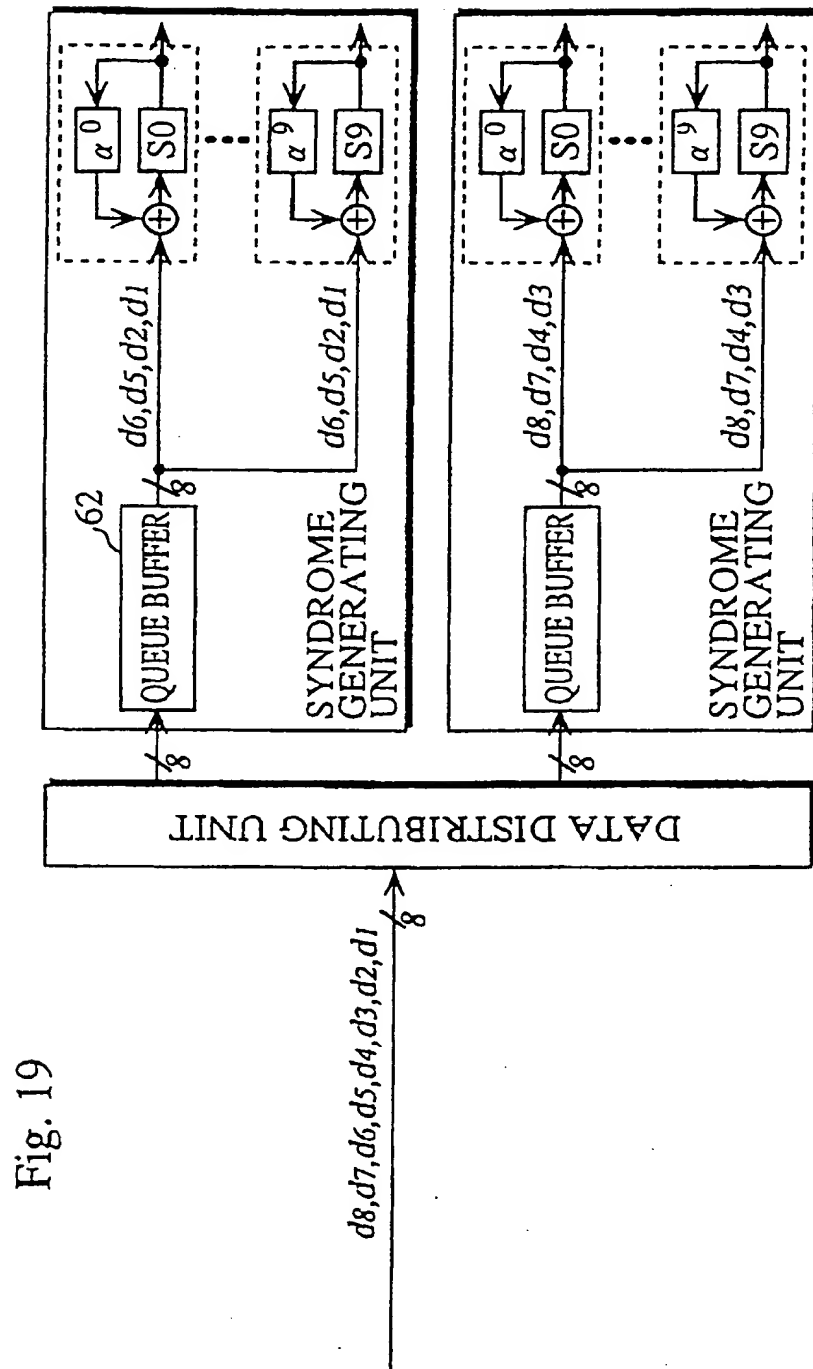 Fig. 19
d8,d7,d6,d5,d4,d3,d2,d1
8
DATA DISTRIBUTING UNIT
8
62
QUEUE BUFFER
8
SYNDROME
GENERATING
UNIT
d6,d5,d2,d1
α0
S0
d6,d5,d2,d1
α9
S9
8
QUEUE BUFFER
8
SYNDROME
GENERATING
UNIT
d8,d7,d4,d3
α0
S0
d8,d7,d4,d3
α9
S9